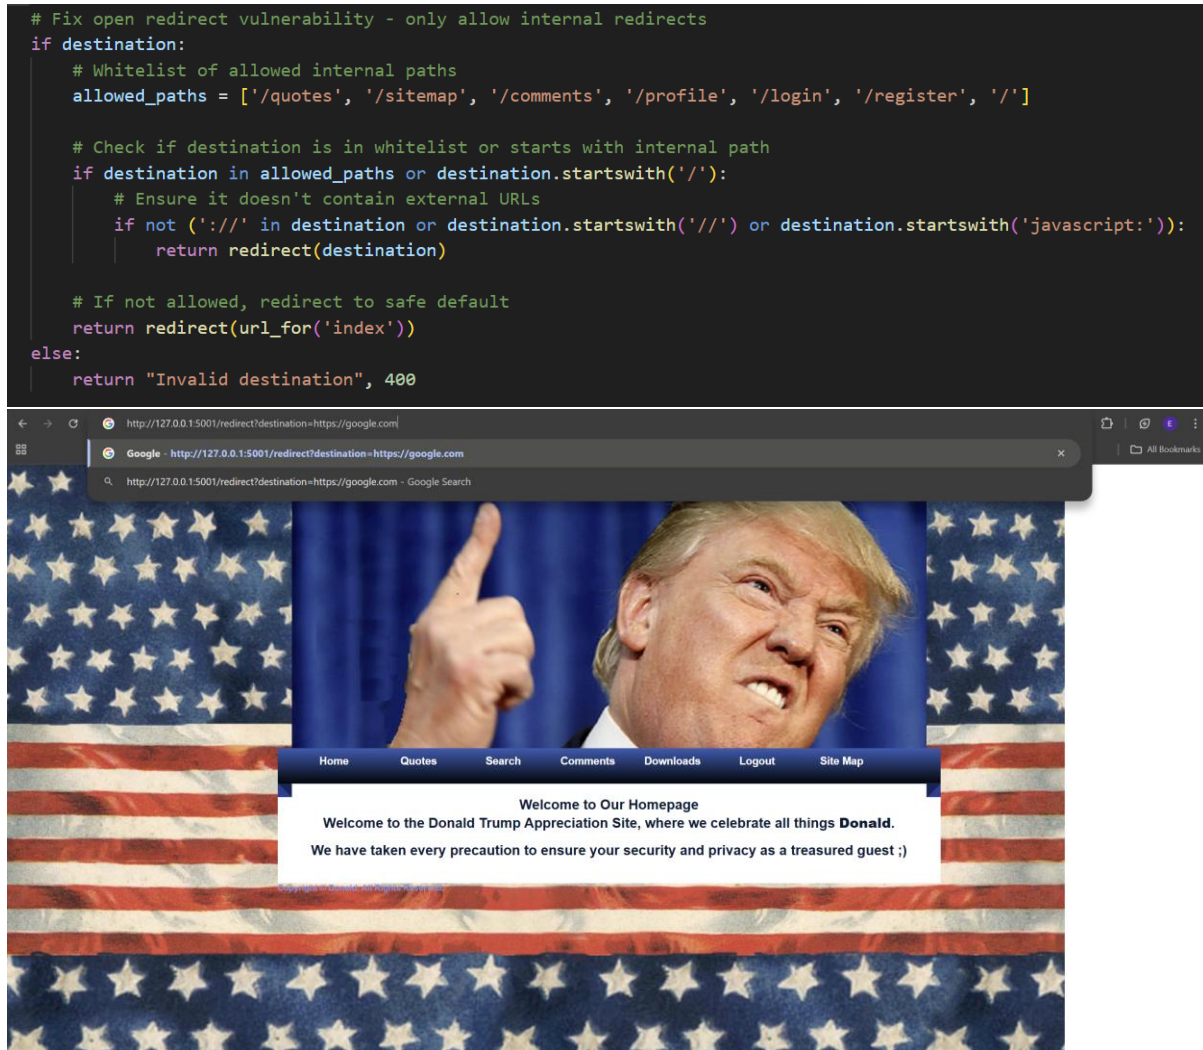 # Fix open redirect vulnerability - only allow internal redirects
if destination:
# Whitelist of allowed internal paths
allowed_paths = ['/quotes', '/sitemap', '/comments', '/profile', '/login', '/register', '/']
# Check if destination is in whitelist or starts with internal path
if destination in allowed_paths or destination.startswith('/'):
# Ensure it doesn't contain external URLs
if not ('://' in destination or destination.startswith('//') or destination.startswith('javascript:')):
return redirect(destination)
# If not allowed, redirect to safe default
return redirect(url_for('index'))
else:
return "Invalid destination", 400
http://127.0.0.1:5001/redirect?destination=https://google.com
E
Google - http://127.0.0.1:5001/redirect?destination=https://google.com
All Bookmarks
http://127.0.0.1:5001/redirect?destination=https://google.com - Google Search
Home Quotes Search Comments Downloads Logout Site Map
Welcome to Our Homepage
Welcome to the Donald Trump Appreciation Site, where we celebrate all things Donald.
We have taken every precaution to ensure your security and privacy as a treasured guest ;)